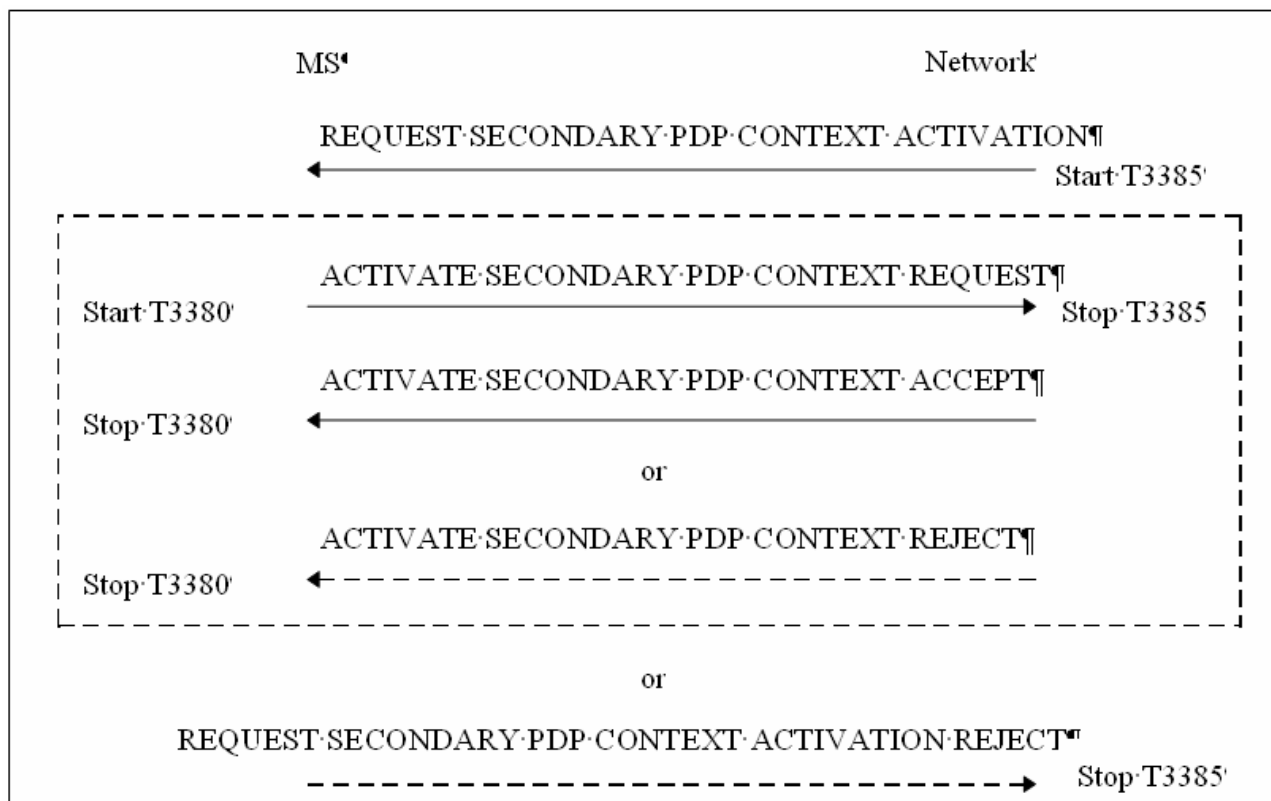 MS Network
REQUEST·SECONDARY·PDP·CONTEXT·ACTIVATION¶
Start·T3385
ACTIVATE·SECONDARY·PDP·CONTEXT·REQUEST¶
Start·T3380 Stop·T3385
ACTIVATE·SECONDARY·PDP·CONTEXT·ACCEPT¶
Stop·T3380
or
ACTIVATE·SECONDARY·PDP·CONTEXT·REJECT¶
Stop·T3380
or
REQUEST·SECONDARY·PDP·CONTEXT·ACTIVATION·REJECT¶
Stop·T3385